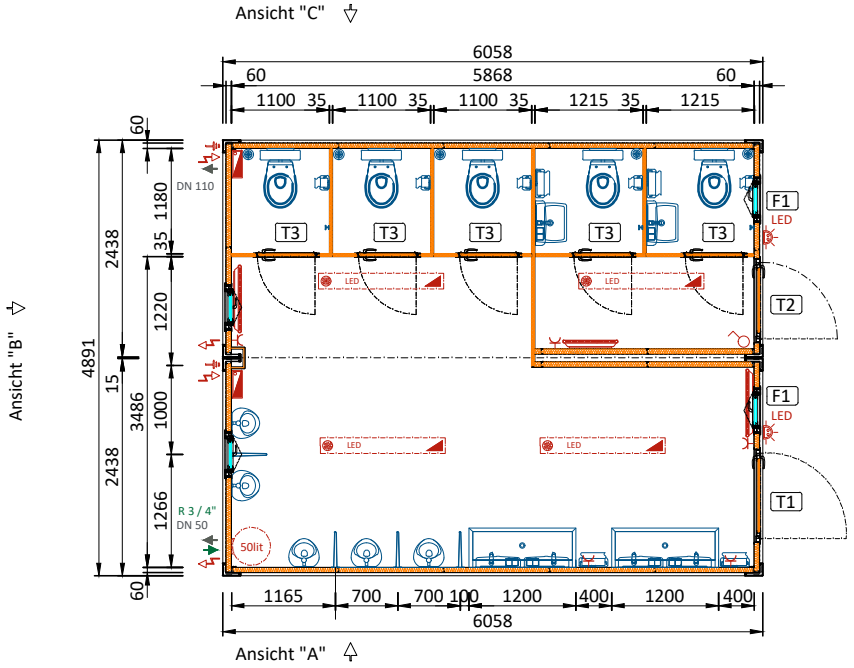 Ansicht "C"
6058
60 5868 60
1100 35 1100 35 1100 35 1215 35 1215
60
DN 110
1180
2438
35
T3 T3 T3 T3 T3
F1
LED
LED LED
1220
T2
Ansicht "B"
4891
15
3486
1000
F1
LED
LED LED
2438
1266
T1
R 3 / 4"
DN 50
50lit
60
1165 700 700 100 1200 400 1200 400
6058
Ansicht "A"